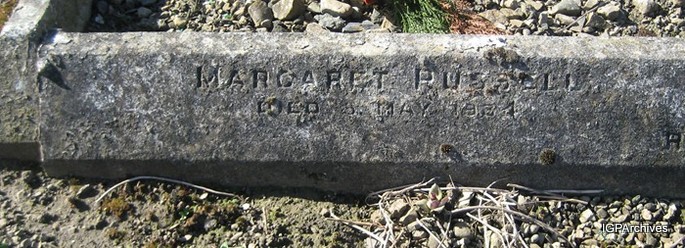 MARGARET RUSSELL
DIED 3 MAY 1934
R
IGPArchives